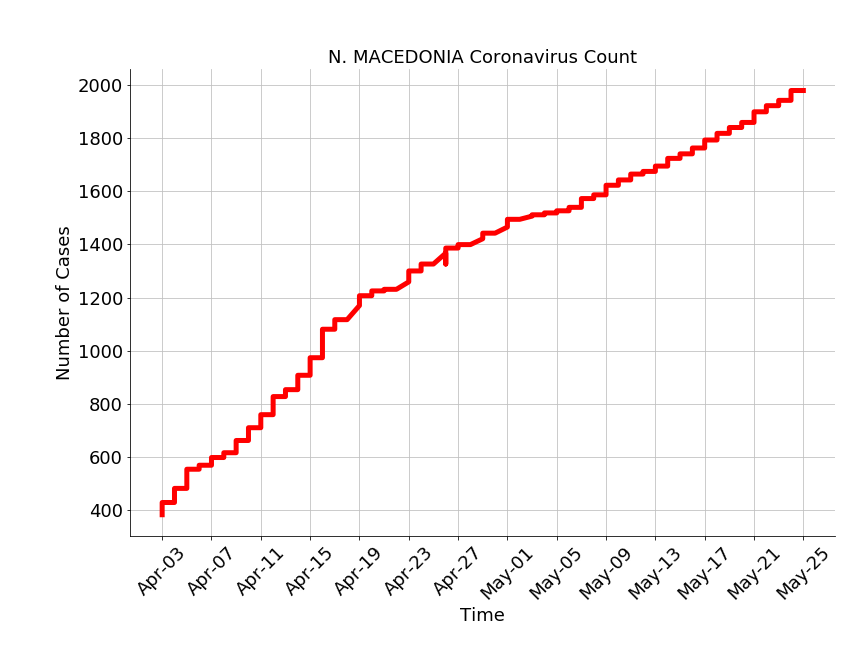 N. MACEDONIA Coronavirus Count
Number of Cases
2000
1800
1600
1400
1200
1000
800
600
400
Apr-03
Apr-07
Apr-11
Apr-15
Apr-19
Apr-23
Apr-27
May-01
May-05
May-09
May-13
May-17
May-21
May-25
Time